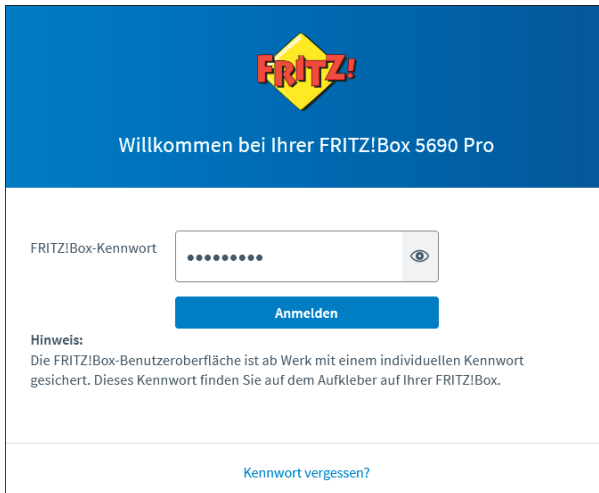 FRITZ!
Willkommen bei Ihrer FRITZ!Box 5690 Pro
FRITZ!Box-Kennwort
●●●●●●●●●
Anmelden
Hinweis:
Die FRITZ!Box-Benutzeroberfläche ist ab Werk mit einem individuellen Kennwort
gesichert. Dieses Kennwort finden Sie auf dem Aufkleber auf Ihrer FRITZ!Box.
Kennwort vergessen?